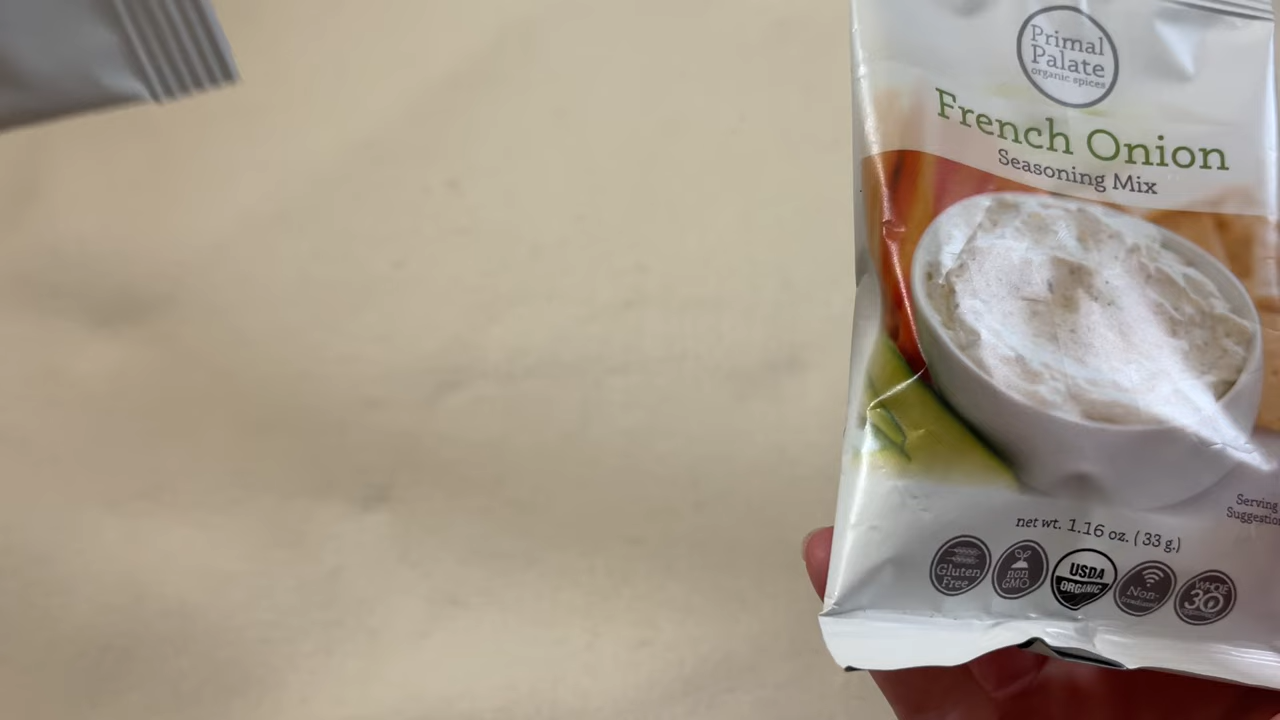 Primal
Palate
organic spices
French Onion
Seasoning Mix
Serving
Suggestion
net wt. 1.16 oz. (33 g.)
Gluten
Free
non
GMO
USDA
ORGANIC
Non-
WHOLE
30